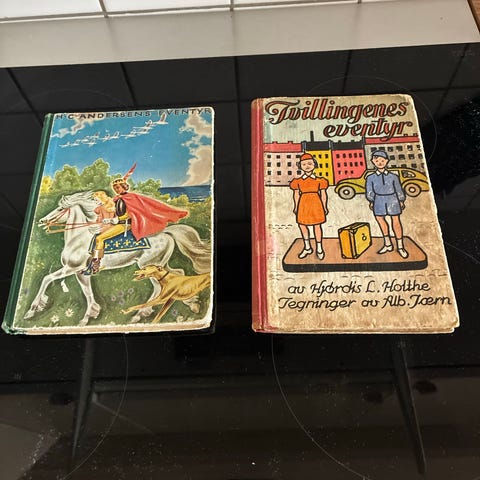 H.C. ANDERSENS EVENTYR
Tvillingenes
eventyr
av Hjørdis L. Holthe
Tegninger av Alb. Jærn